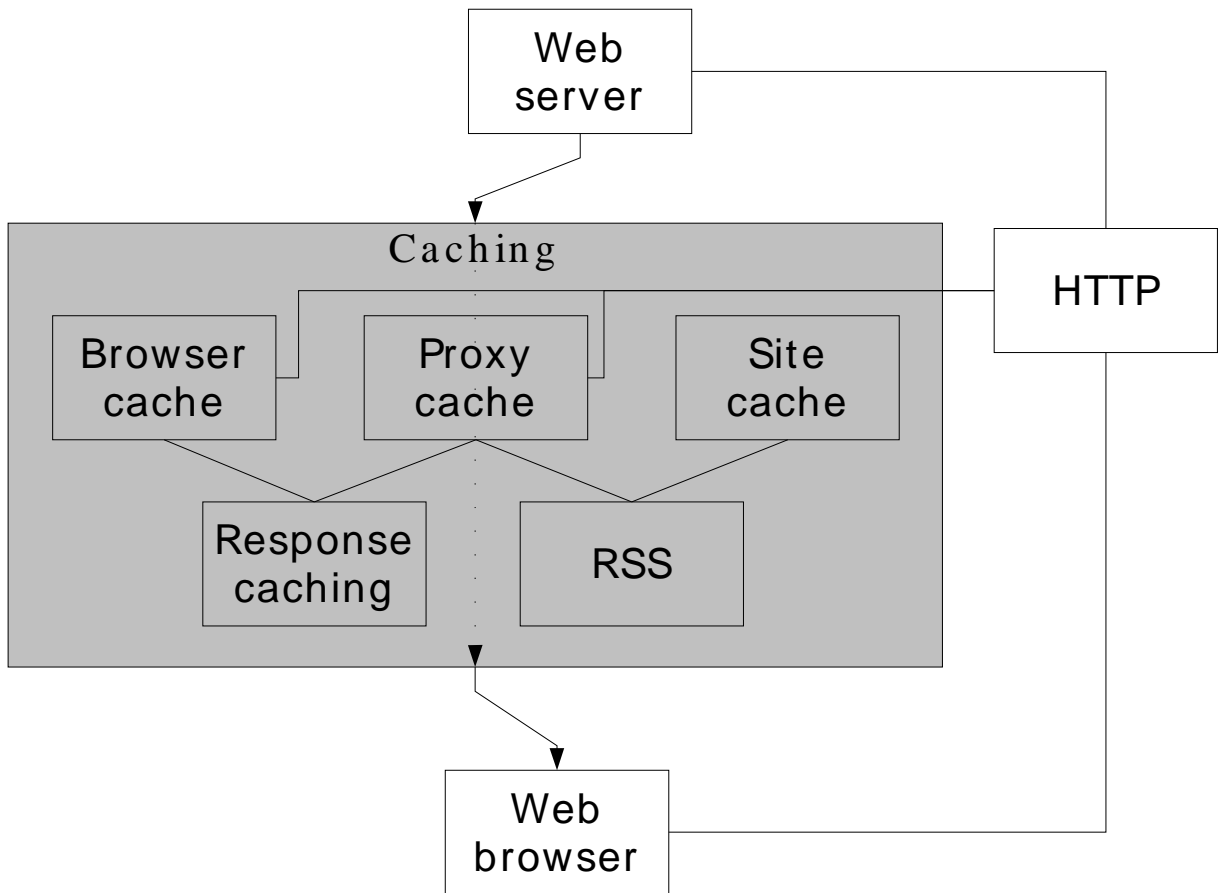 Web
server
Caching
HTTP
Browser
cache
Proxy
cache
Site
cache
Response
caching
RSS
Web
browser